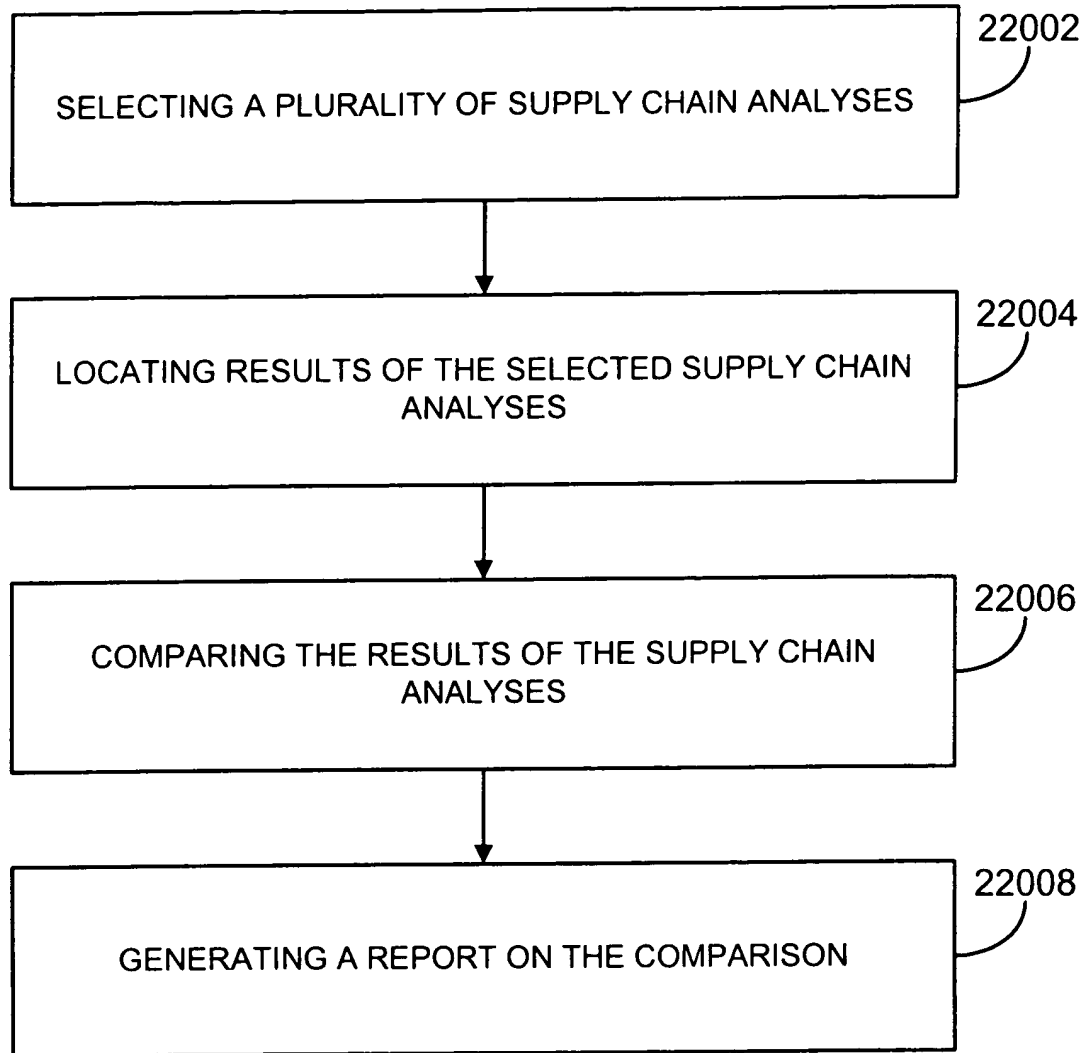 22002
SELECTING A PLURALITY OF SUPPLY CHAIN ANALYSES
22004
LOCATING RESULTS OF THE SELECTED SUPPLY CHAIN
ANALYSES
22006
COMPARING THE RESULTS OF THE SUPPLY CHAIN
ANALYSES
22008
GENERATING A REPORT ON THE COMPARISON